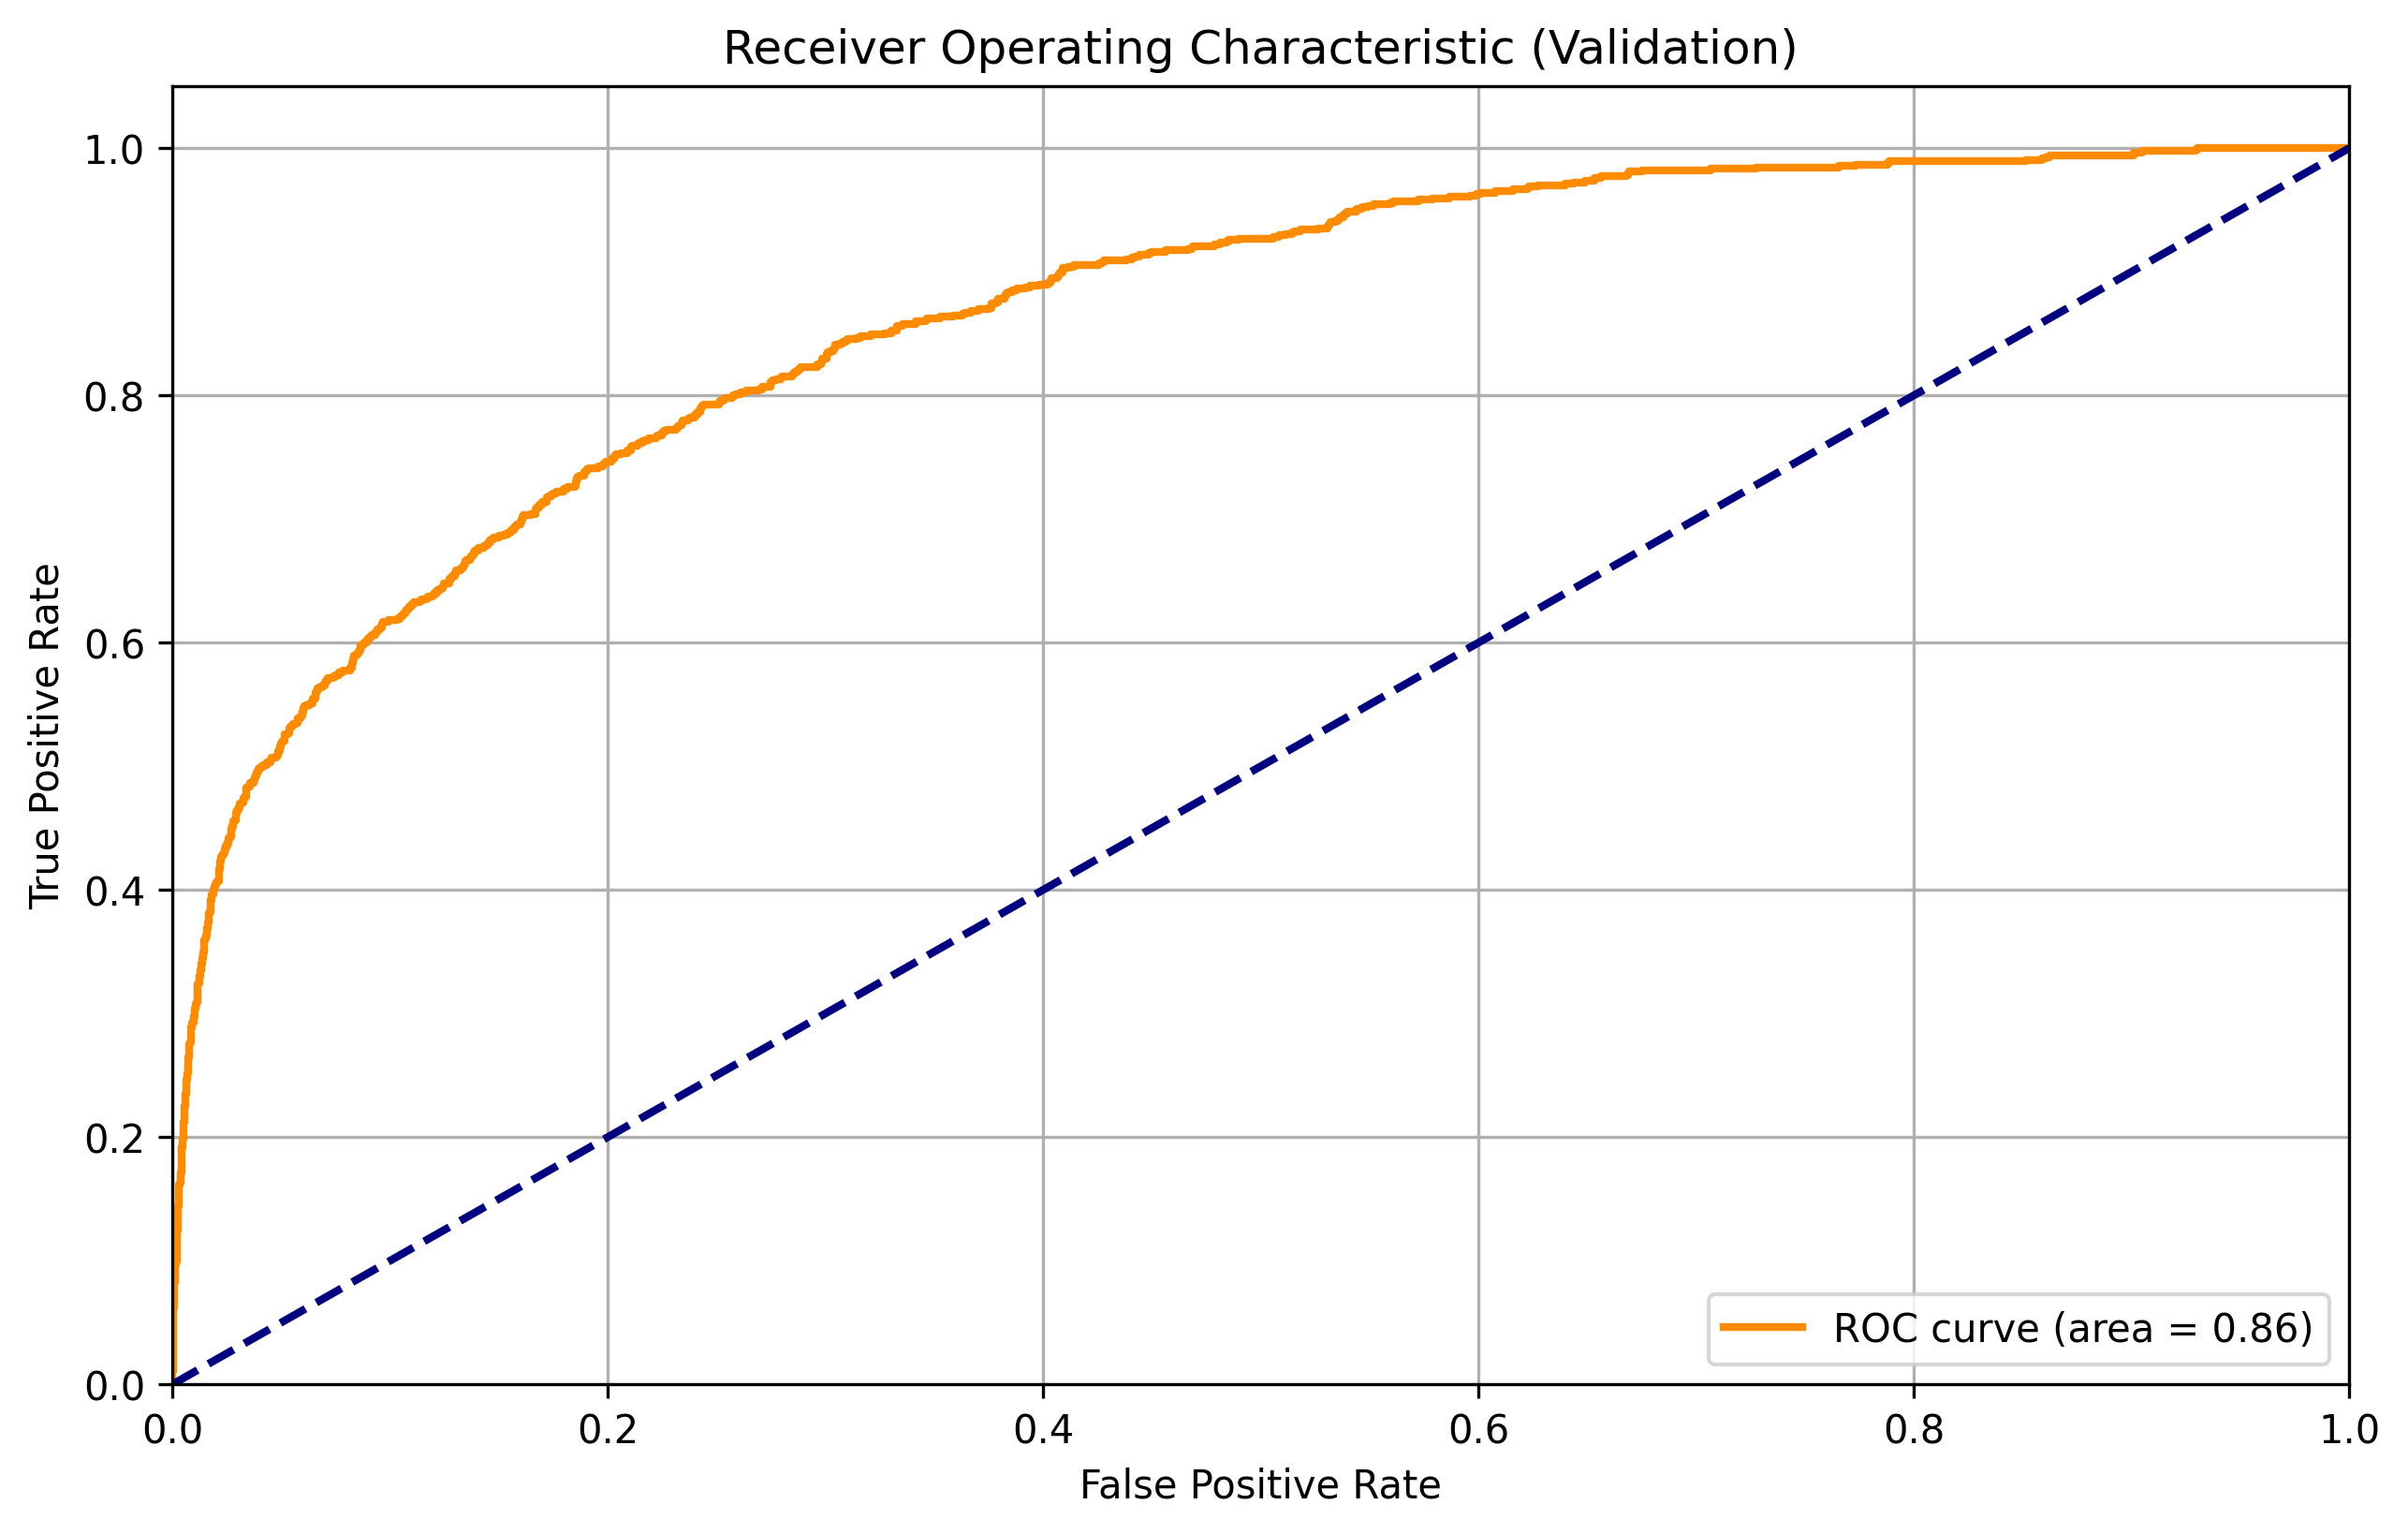 Receiver Operating Characteristic (Validation)
1.0
0.8
0.6
0.4
0.2
0.0
True Positive Rate
0.0 0.2 0.4 0.6 0.8 1.0
False Positive Rate
ROC curve (area = 0.86)